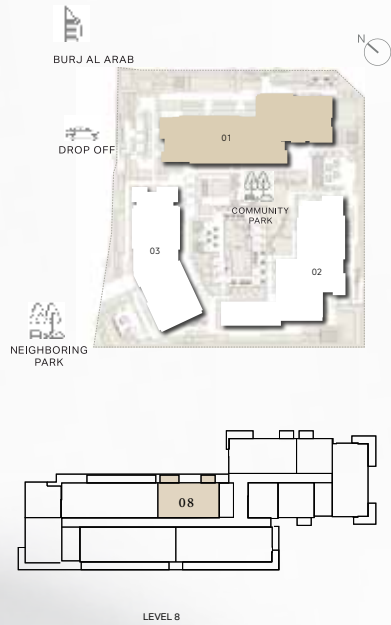 N
BURJ AL ARAB
DROP OFF
01
COMMUNITY
PARK
03
02
NEIGHBORING
PARK
08
LEVEL 8